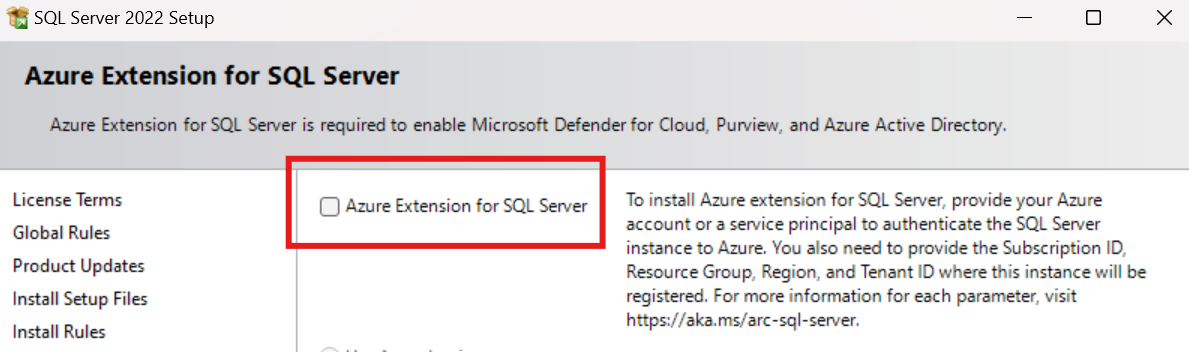 SQL Server 2022 Setup
Azure Extension for SQL Server
Azure Extension for SQL Server is required to enable Microsoft Defender for Cloud, Purview, and Azure Active Directory.
License Terms
Global Rules
Product Updates
Install Setup Files
Install Rules
Azure Extension for SQL Server
To install Azure extension for SQL Server, provide your Azure
account or a service principal to authenticate the SQL Server
instance to Azure. You also need to provide the Subscription ID,
Resource Group, Region, and Tenant ID where this instance will be
registered. For more information for each parameter, visit
https://aka.ms/arc-sql-server.